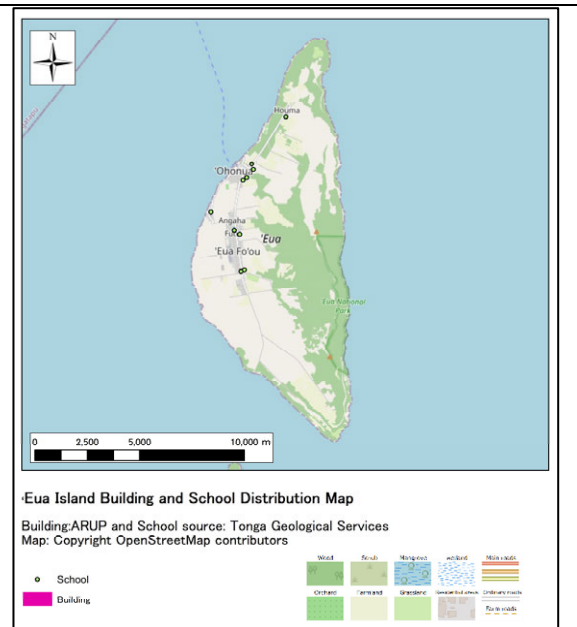 N
Houma
'Ohonua
Angaha
'Eua
'Eua Fo'ou
Eua National
Park
0 2,500 5,000 10,000 m
'Eua Island Building and School Distribution Map
Building:ARUP and School source: Tonga Geological Services
Map: Copyright OpenStreetMap contributors
Wood Scrub Mangrove wetland Main roads
School
Orchard Farmland Grassland Residential areas Ordinary roads
Building
Farm roads